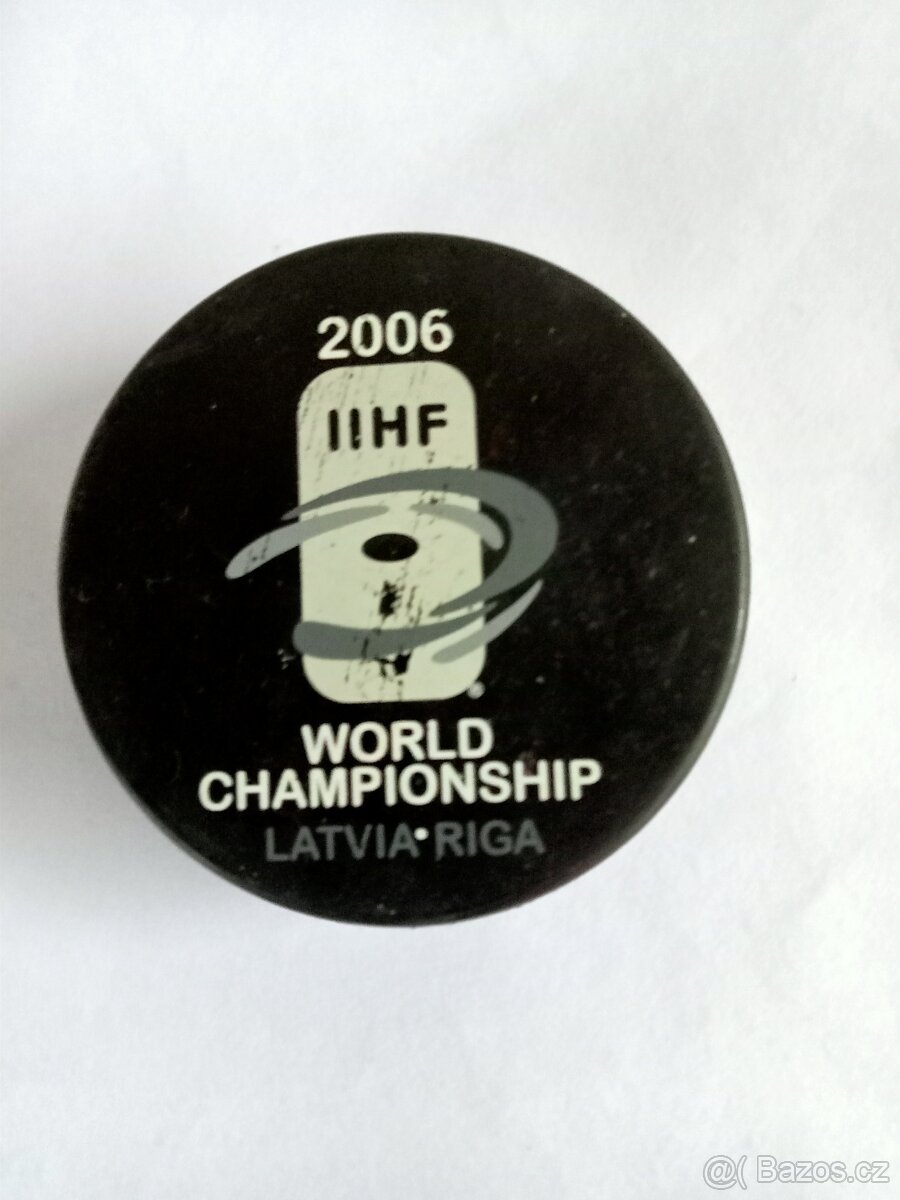 2006
IIHF
WORLD
CHAMPIONSHIP
LATVIA•RIGA
@( Bazos.cz